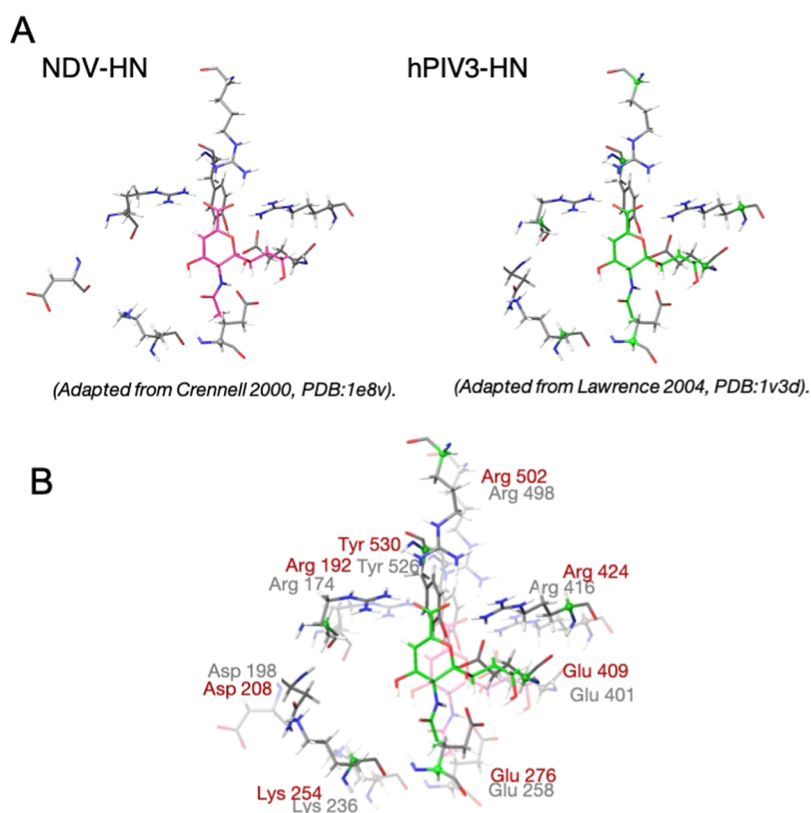 A
NDV-HN
hPIV3-HN
(Adapted from Crennell 2000, PDB:1e8v).
(Adapted from Lawrence 2004, PDB:1v3d).
B
Arg 502
Arg 498
Tyr 530
Arg 192 Tyr 526
Arg 174
Arg 424
Arg 416
Asp 198
Asp 208
Glu 409
Glu 401
Lys 254
Lys 236
Glu 276
Glu 258